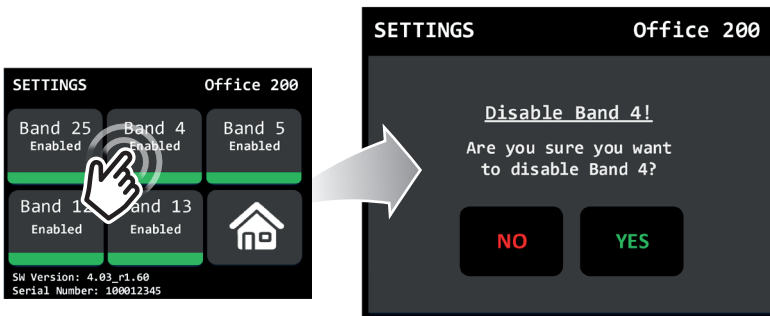 SETTINGS Office 200
Band 25 Band 4 Band 5
Enabled Enabled Enabled
Band 12 Band 13
Enabled Enabled
SW Version: 4.03_r1.60
Serial Number: 100012345
SETTINGS Office 200
Disable Band 4!
Are you sure you want
to disable Band 4?
NO YES